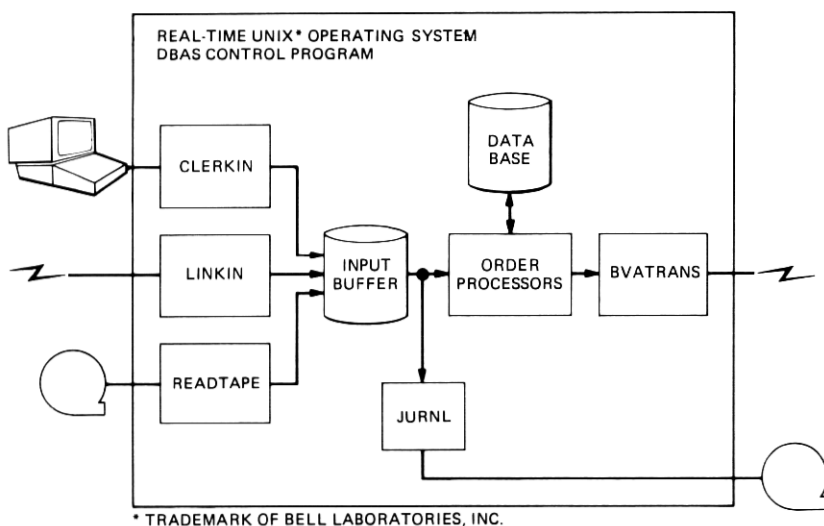 REAL-TIME UNIX* OPERATING SYSTEM
DBAS CONTROL PROGRAM
DATA
BASE
CLERKIN
LINKIN
INPUT
BUFFER
ORDER
PROCESSORS
BVATRANS
READTAPE
JURNL
* TRADEMARK OF BELL LABORATORIES, INC.